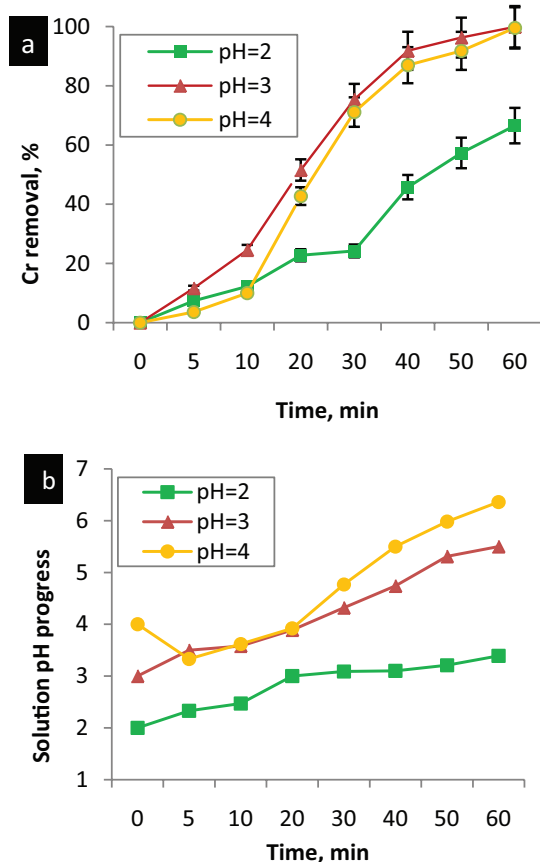 a
100
80
60
40
20
0
Cr removal, %
pH=2
pH=3
pH=4
0 5 10 20 30 40 50 60
Time, min
b
7
6
5
4
3
2
1
Solution pH progress
pH=2
pH=3
pH=4
0 5 10 20 30 40 50 60
Time, min